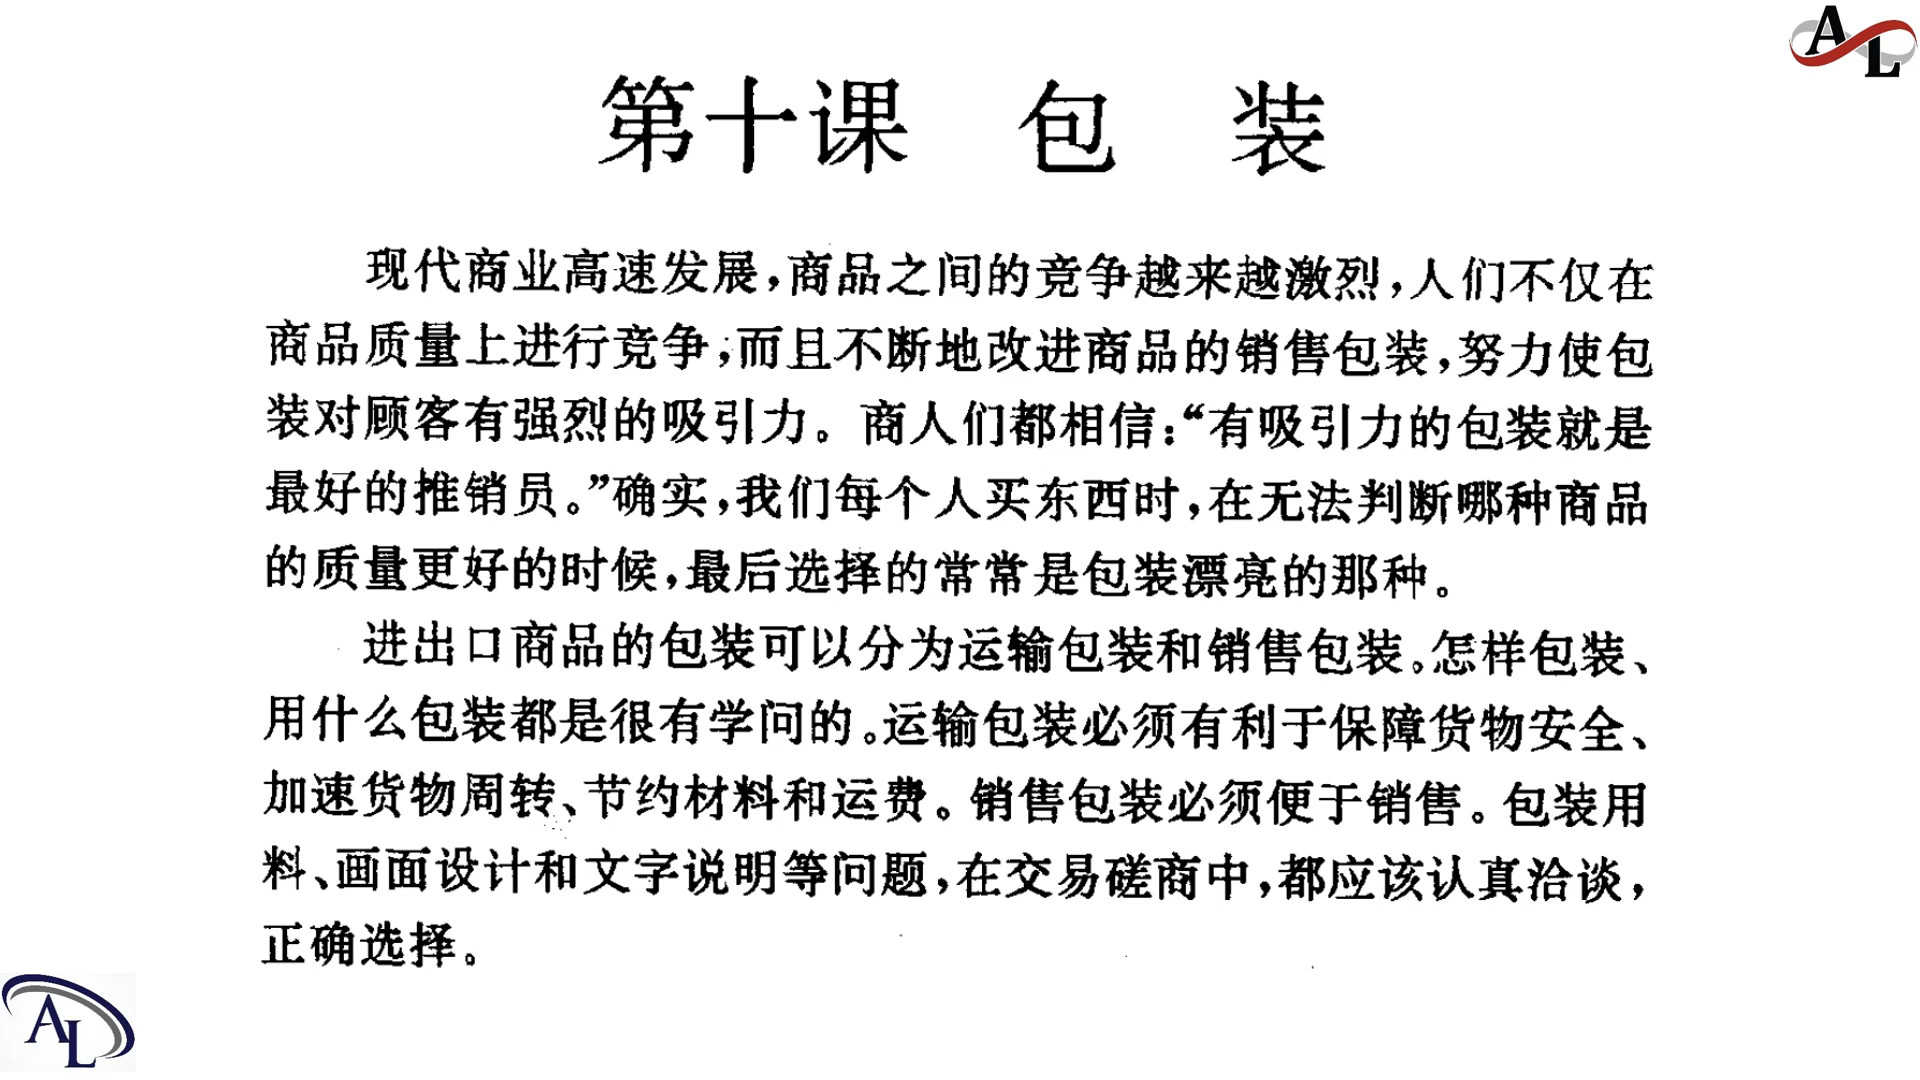 第十课 包 装
现代商业高速发展,商品之间的竞争越来越激烈,人们不仅在
商品质量上进行竞争,而且不断地改进商品的销售包装,努力使包
装对顾客有强烈的吸引力。商人们都相信:“有吸引力的包装就是
最好的推销员。”确实,我们每个人买东西时,在无法判断哪种商品
的质量更好的时候,最后选择的常常是包装漂亮的那种。
进出口商品的包装可以分为运输包装和销售包装。怎样包装、
用什么包装都是很有学问的。运输包装必须有利于保障货物安全、
加速货物周转、节约材料和运费。销售包装必须便于销售。包装用
料、画面设计和文字说明等问题,在交易磋商中,都应该认真洽谈,
正确选择。
AL
AL